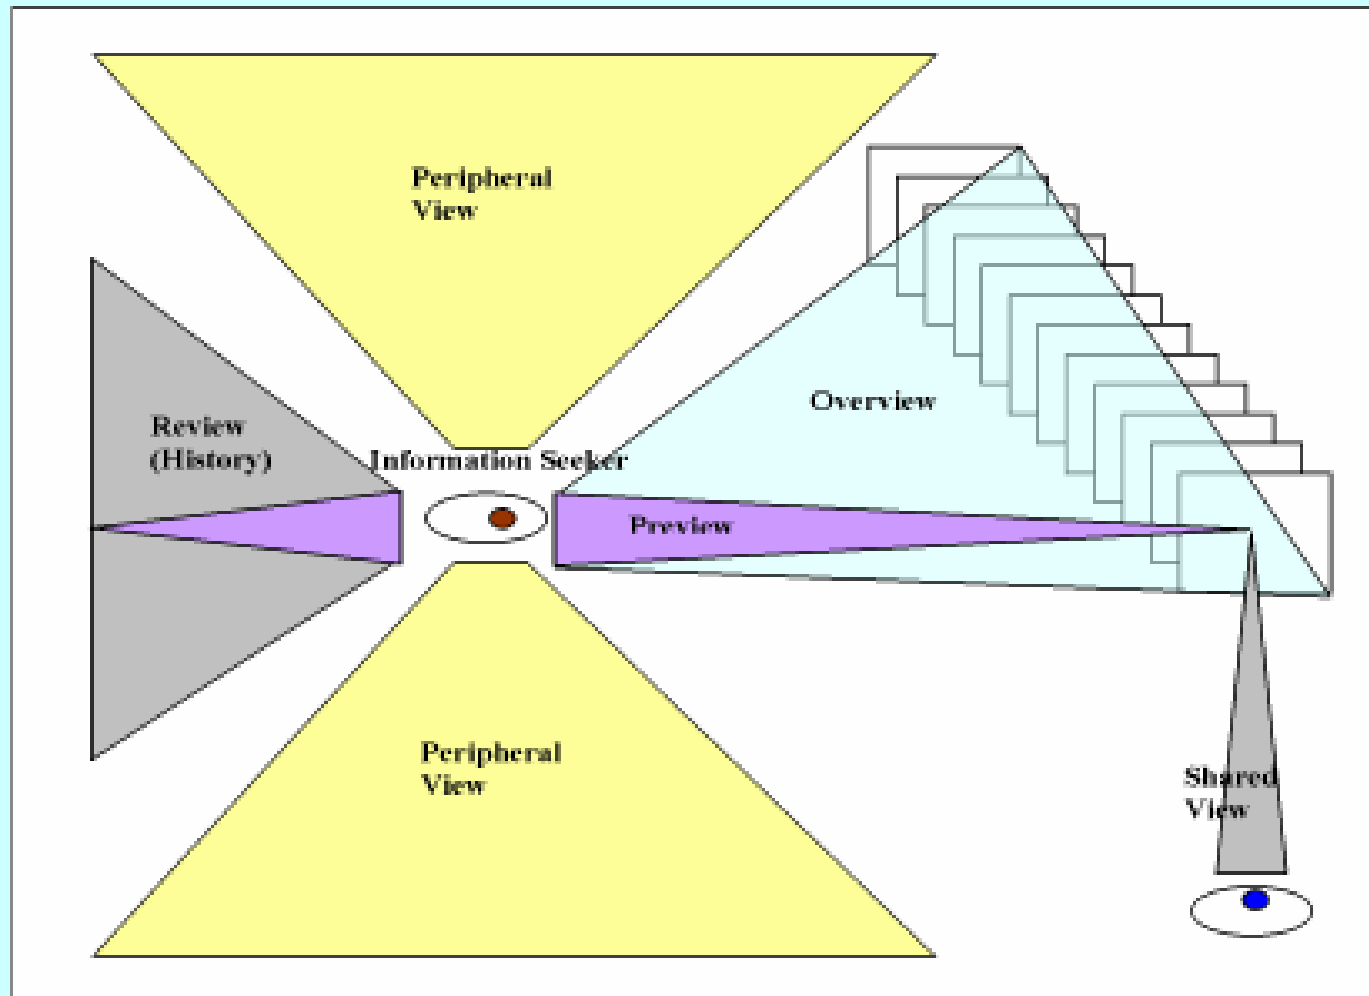 Peripheral
View
Overview
Review
(History)
Information Seeker
Preview
Peripheral
View
Shared
View